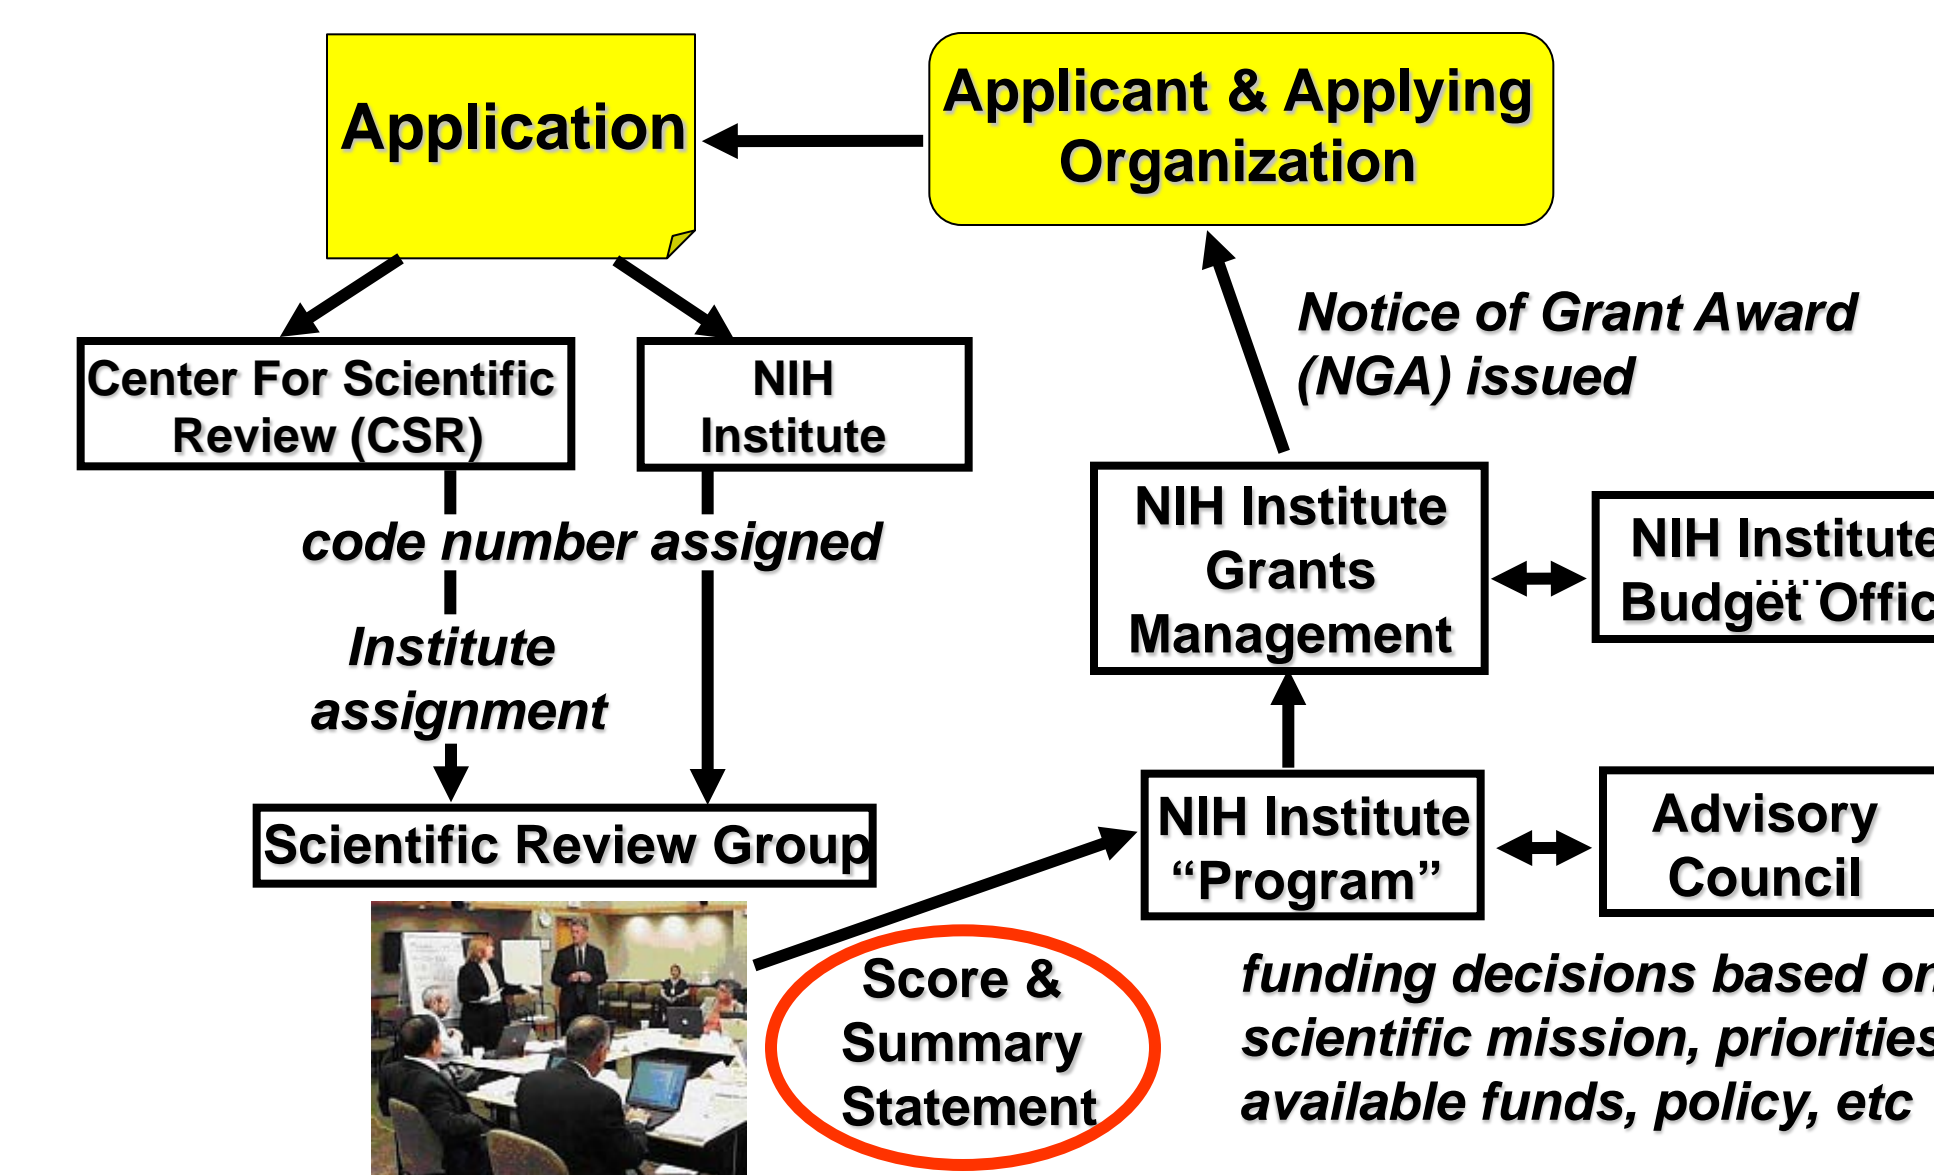 Application
Applicant & Applying
Organization
Notice of Grant Award
(NGA) issued
Center For Scientific
Review (CSR)
NIH
Institute
code number assigned
Institute
assignment
Scientific Review Group
NIH Institute
Grants
Management
NIH Institute
Budget Offic
NIH Institute
“Program”
Advisory
Council
Score &
Summary
Statement
funding decisions based on
scientific mission, priorities
available funds, policy, etc